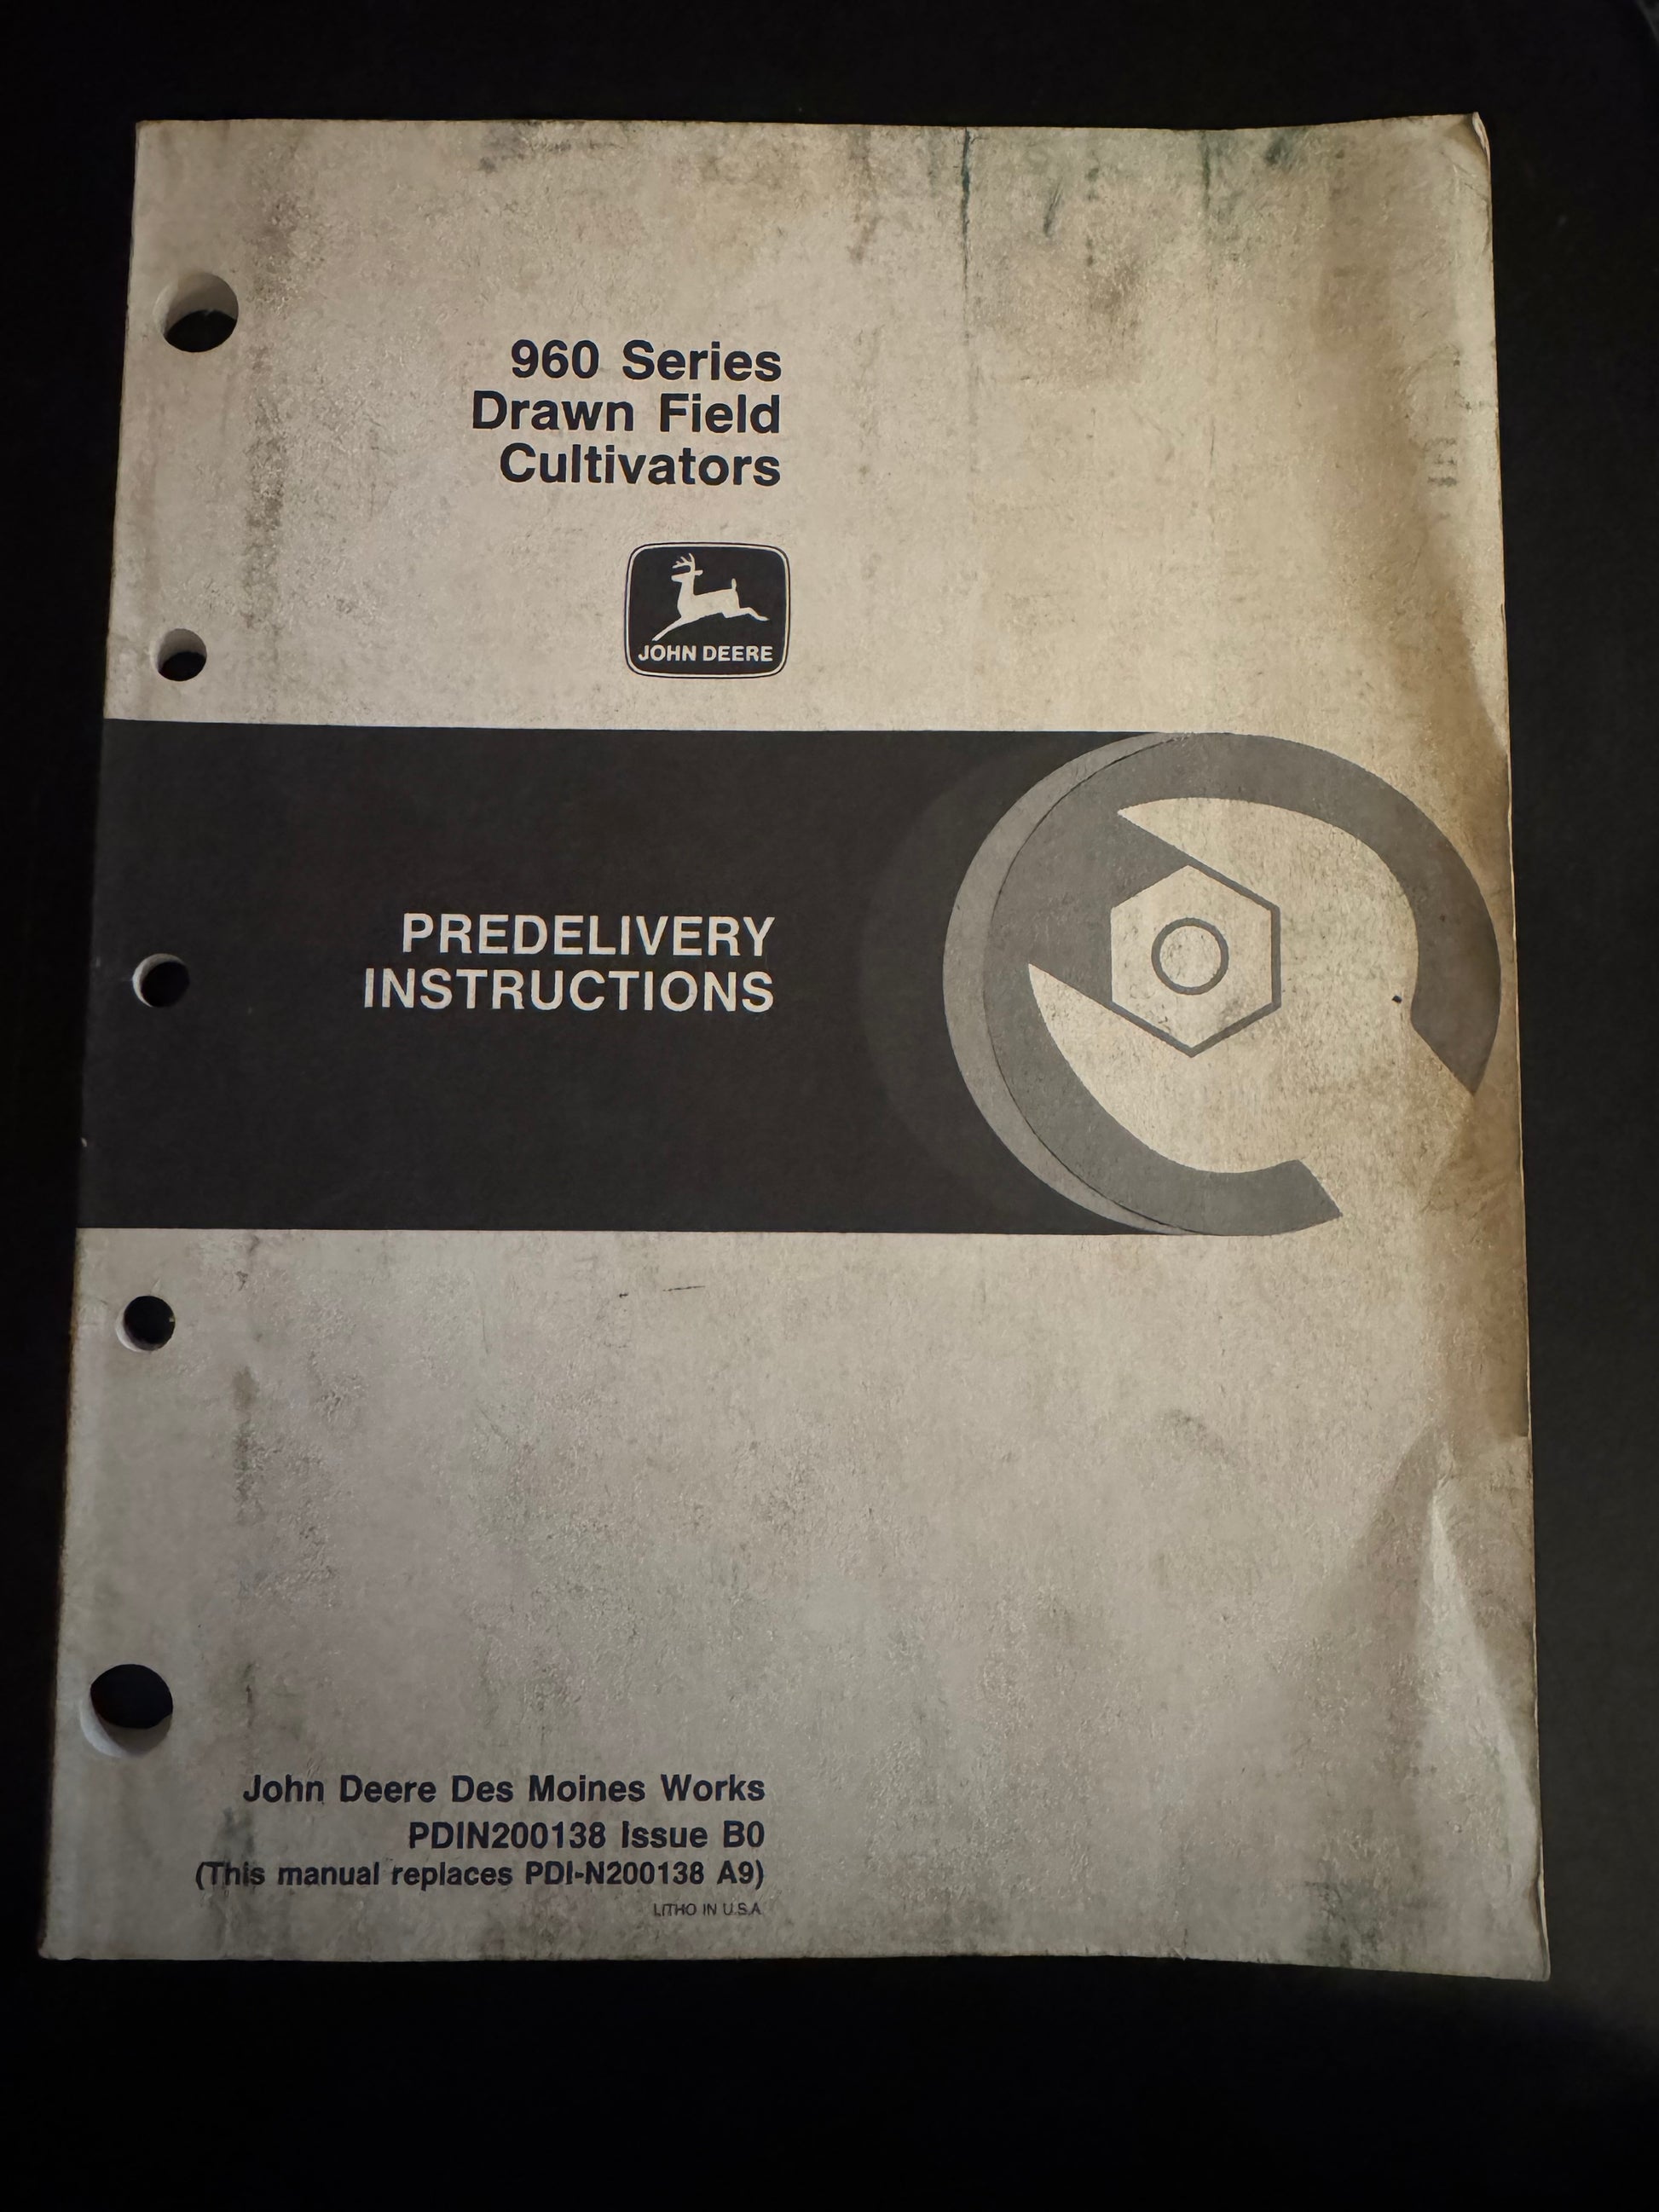 960 Series
Drawn Field
Cultivators
JOHN DEERE
PREDELIVERY
INSTRUCTIONS
John Deere Des Moines Works
PDIN200138 Issue B0
(This manual replaces PDI-N200138 A9)
LITHO IN U.S.A.